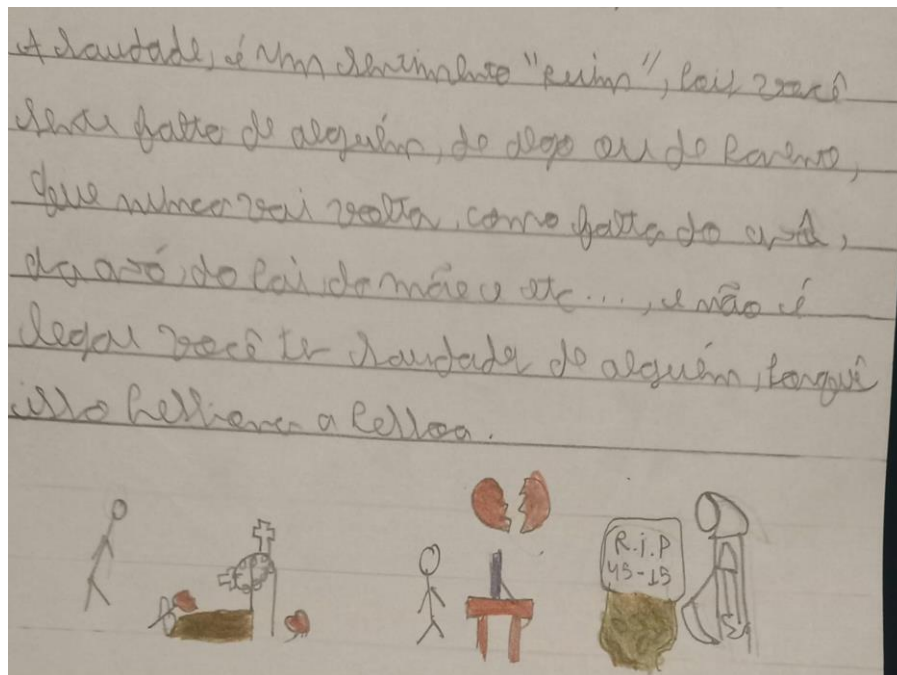 A saudade, é um sentimento "ruim", pois você
sente falta de alguém, de algo ou de parente,
que nunca vai volta, como falta do avô,
da avó, do pai, da mãe e etc..., e não é
legal você ter saudade de alguém, porquê
isso a pessoa.
R.i.P
45-15